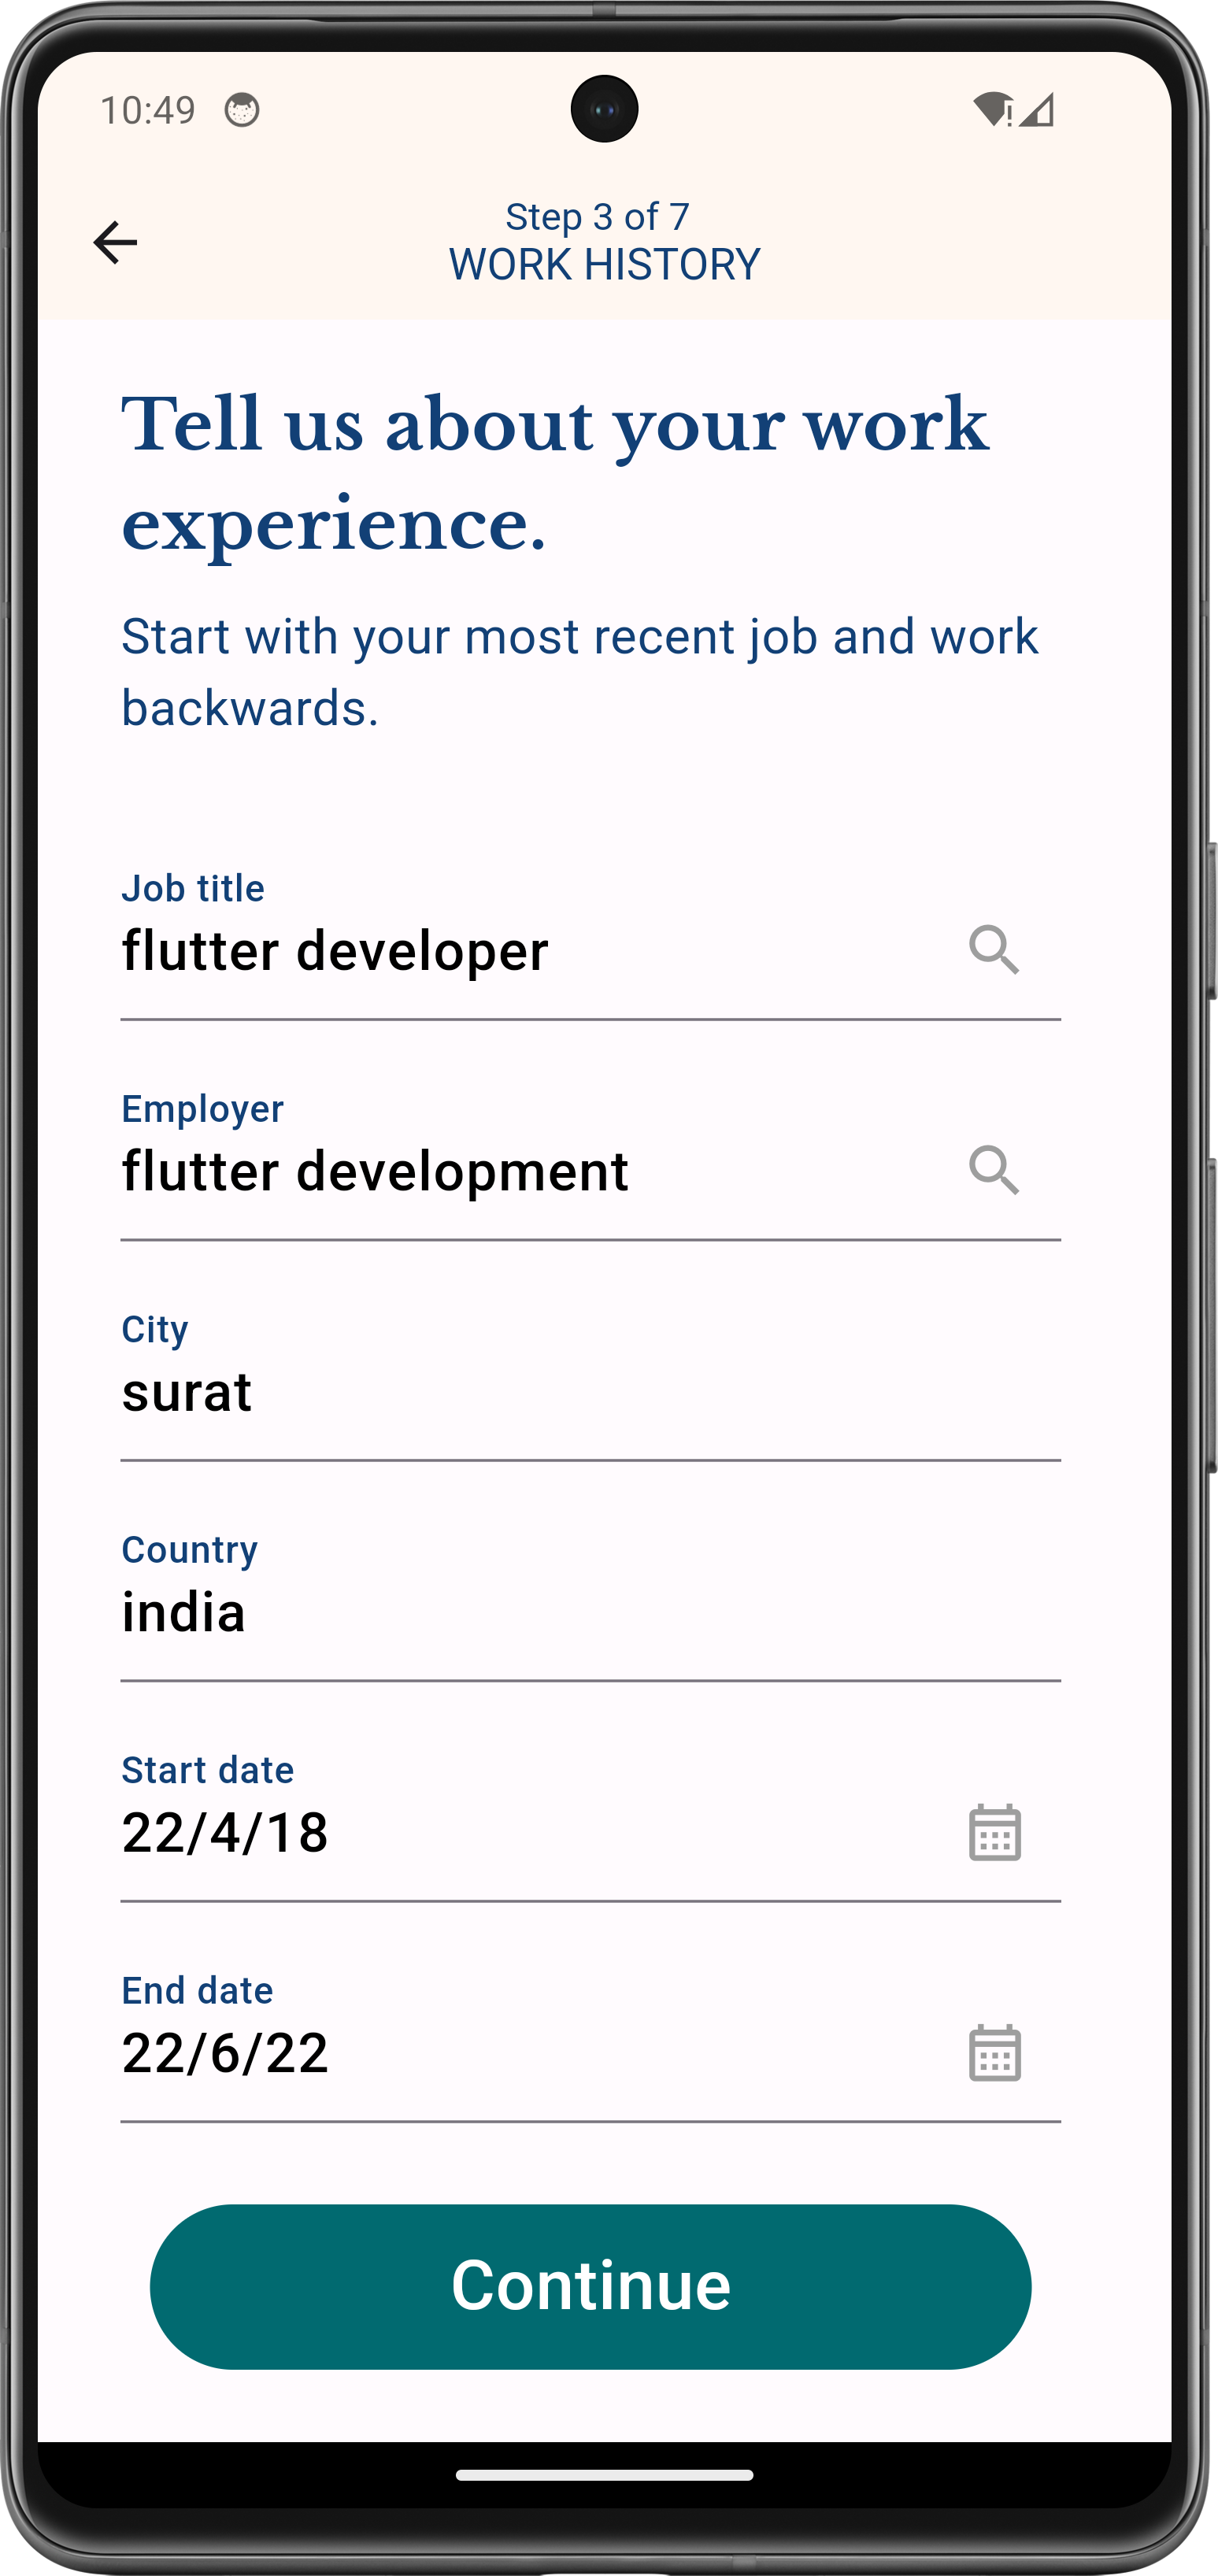 10:49
Step 3 of 7
WORK HISTORY
Tell us about your work
experience.
Start with your most recent job and work
backwards.
Job title
flutter developer
Employer
flutter development
City
surat
Country
india
Start date
22/4/18
End date
22/6/22
Continue